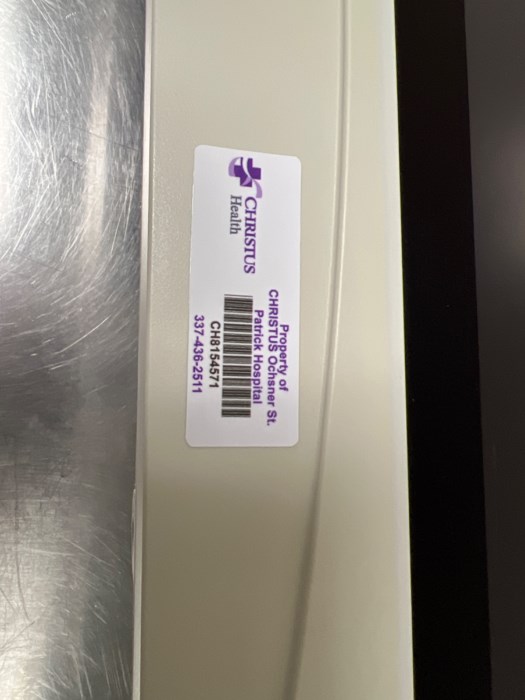 CHRISTUS
Health
Property of
CHRISTUS Ochsner St.
Patrick Hospital
CH8154571
337-436-2511